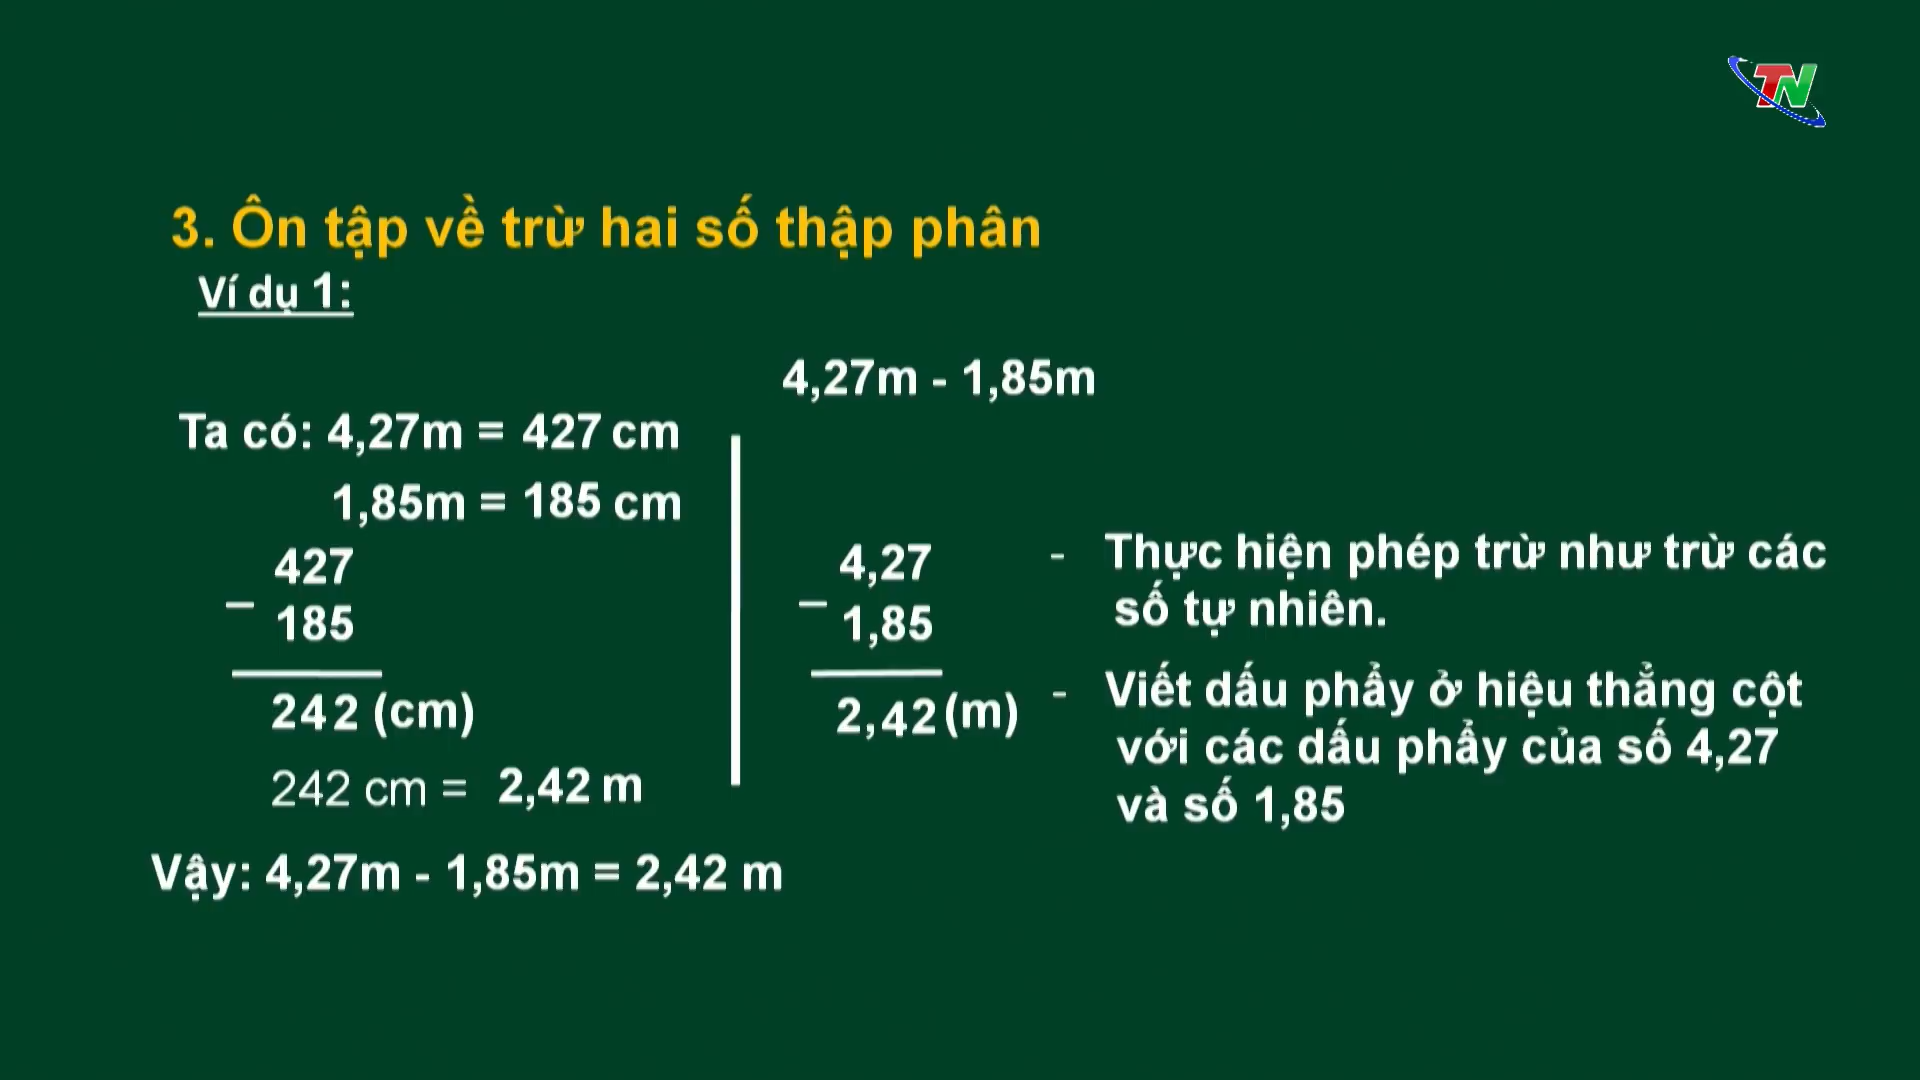 TN
3. Ôn tập về trừ hai số thập phân
Ví dụ 1:
4,27m - 1,85m
Ta có: 4,27m = 427 cm
1,85m = 185 cm
427
–
185
242 (cm)
242 cm = 2,42 m
4,27
–
1,85
2,42 (m)
- Thực hiện phép trừ như trừ các
số tự nhiên.
- Viết dấu phẩy ở hiệu thẳng cột
với các dấu phẩy của số 4,27
và số 1,85
Vậy: 4,27m - 1,85m = 2,42 m